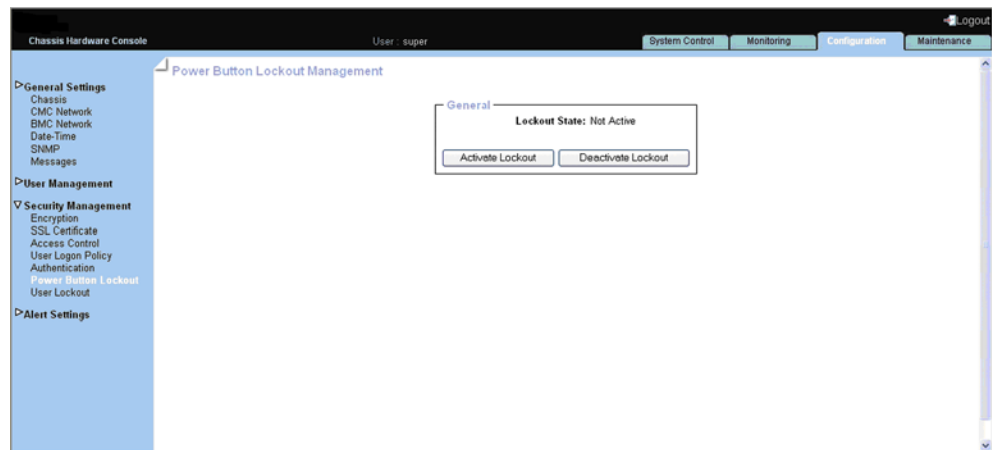 Logout
Chassis Hardware Console
User : super
System Control
Monitoring
Configuration
Maintenance
General Settings
Chassis
CMC Network
BMC Network
Date-Time
SNMP
Messages
User Management
Security Management
Encryption
SSL Certificate
Access Control
User Logon Policy
Authentication
Power Button Lockout
User Lockout
Alert Settings
Power Button Lockout Management
General
Lockout State: Not Active
Activate Lockout
Deactivate Lockout